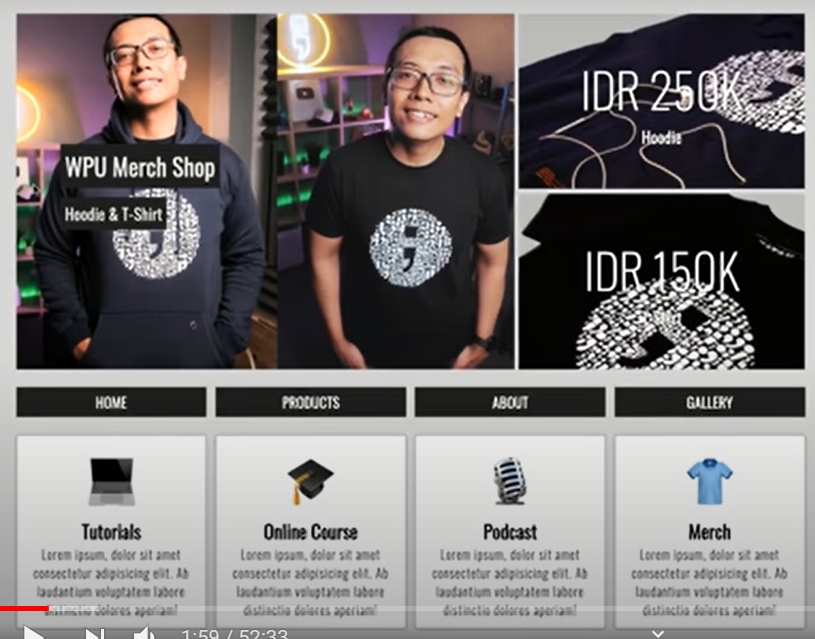 WPU Merch Shop
Hoodie & T-Shirt
IDR 250K
Hoodie
IDR 150K
HOME
PRODUCTS
ABOUT
GALLERY
Tutorials
Lorem ipsum, dolor sit amet
consectetur adipisicing elit. Ab
laudantium voluptatem labore
distinctio dolores aperiam!
Online Course
Lorem ipsum, dolor sit amet
consectetur adipisicing elit. Ab
laudantium voluptatem labore
distinctio dolores aperiam!
Podcast
Lorem ipsum, dolor sit amet
consectetur adipisicing elit. Ab
laudantium voluptatem labore
distinctio dolores aperiam!
Merch
Lorem ipsum, dolor sit amet
consectetur adipisicing elit. Ab
laudantium voluptatem labore
distinctio dolores aperiam!
1:59 / 52:33